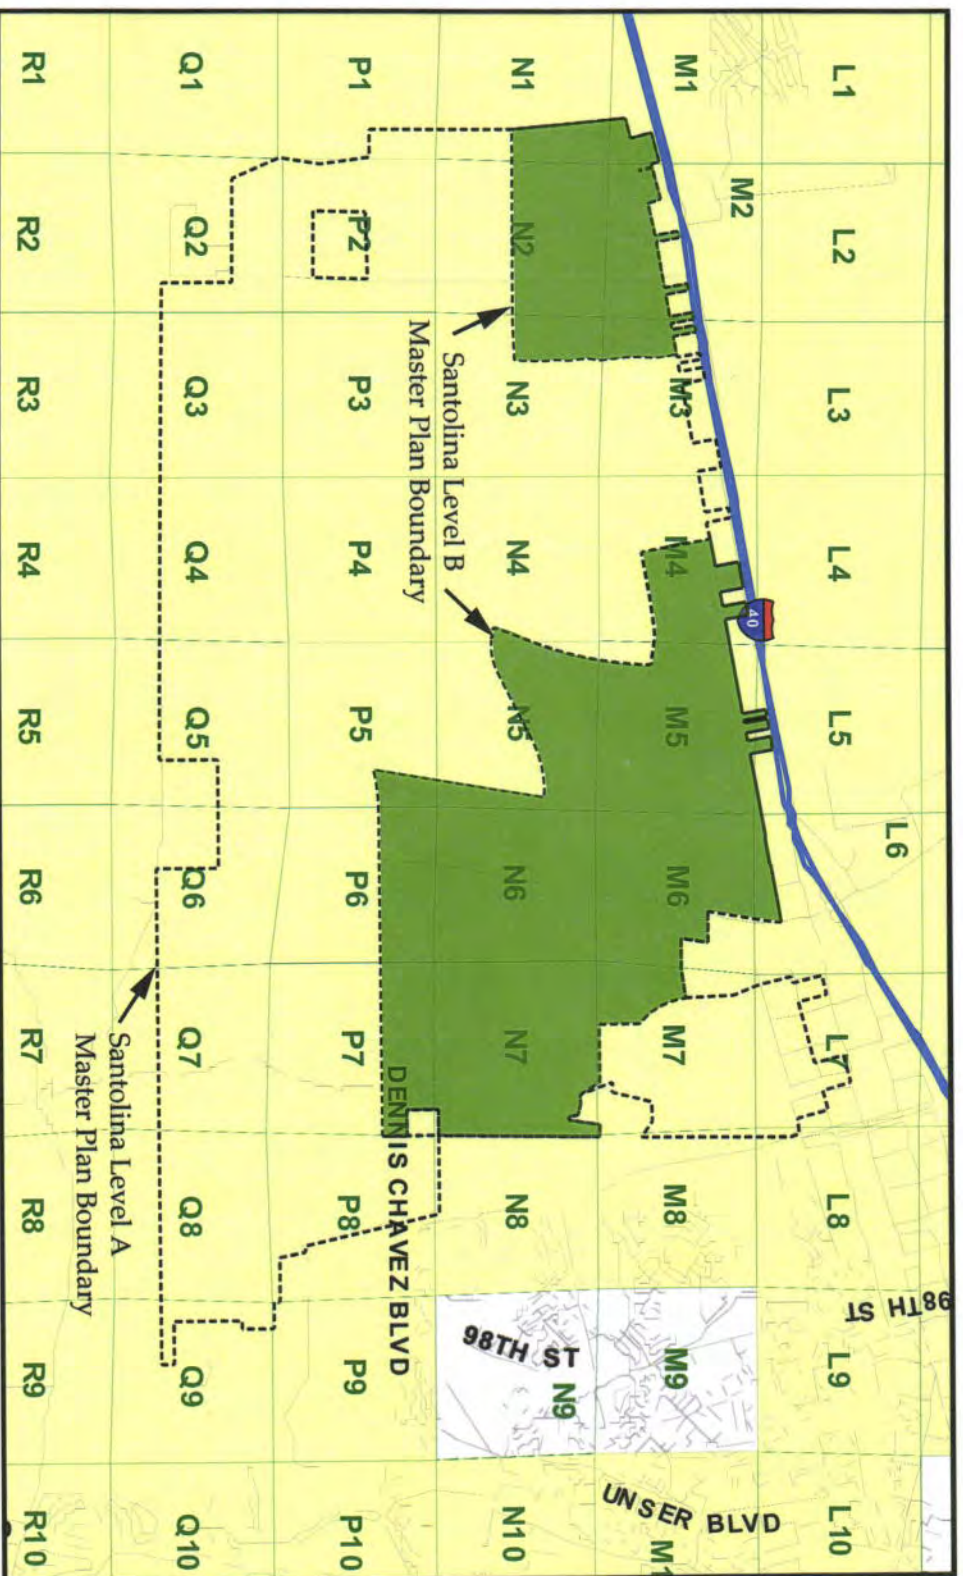 L1
L2
L3
L4
L5
L6
L7
L8
L9
L10
M1
M2
M3
M4
M5
M6
M7
M8
M9
M1
N1
N2
N3
N4
N5
N6
N7
N8
N9
N10
P1
P2
P3
P4
P5
P6
P7
P8
P9
P10
Q1
Q2
Q3
Q4
Q5
Q6
Q7
Q8
Q9
Q10
R1
R2
R3
R4
R5
R6
R7
R8
R9
R10
40
98TH ST
98TH ST
UNSER BLVD
DENNIS CHAVEZ BLVD
Santolina Level B
Master Plan Boundary
Santolina Level A
Master Plan Boundary